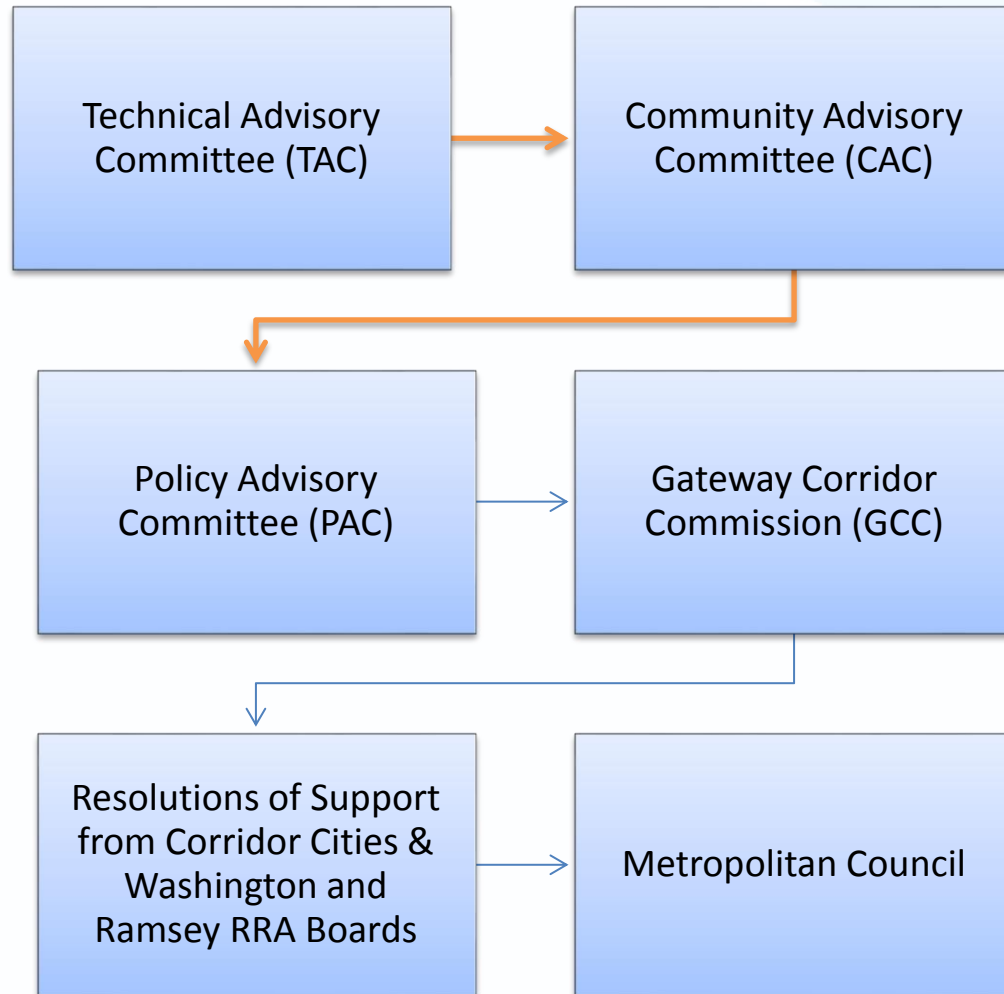 Technical Advisory
Committee (TAC)
Community Advisory
Committee (CAC)
Policy Advisory
Committee (PAC)
Gateway Corridor
Commission (GCC)
Resolutions of Support
from Corridor Cities &
Washington and
Ramsey RRA Boards
Metropolitan Council